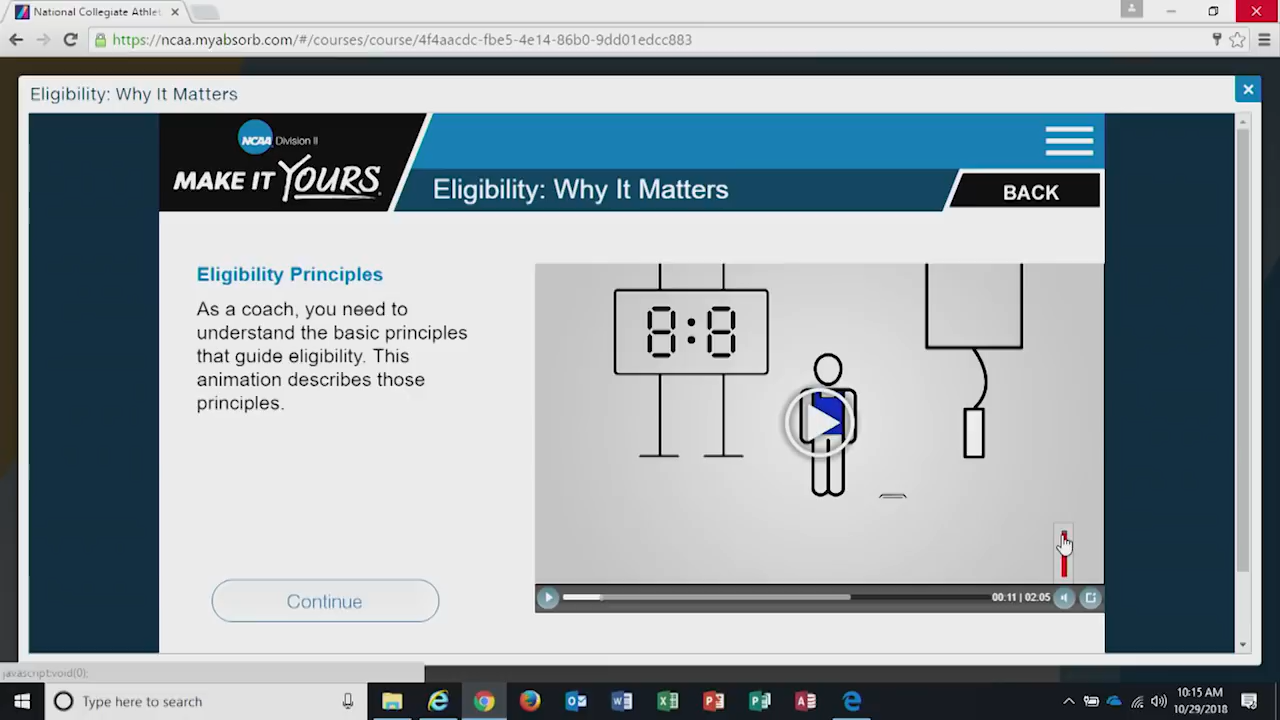 National Collegiate Athlet
https://ncaa.myabsorb.com/#/courses/course/4f4aacdc-fbe5-4e14-86b0-9dd01edcc883
Eligibility: Why It Matters
NCAA Division II
MAKE IT YOURS
Eligibility: Why It Matters
BACK
Eligibility Principles
As a coach, you need to
understand the basic principles
that guide eligibility. This
animation describes those
principles.
8:8
Continue
00:11 | 02:05
javascript:void(0);
Type here to search
10:15 AM
10/29/2018